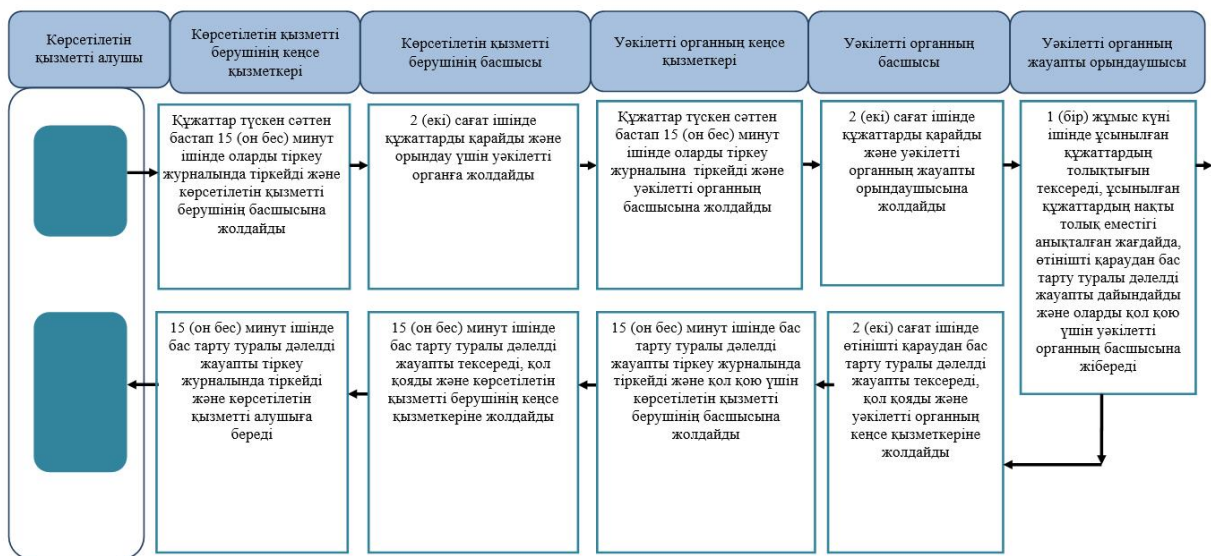 Көрсетілетін
қызметті алушы
Көрсетілетін қызметті
берушінің кеңсе
қызметкері
Көрсетілетін қызметті
берушінің басшысы
Уәкілетті органның кеңсе
қызметкері
Уәкілетті органның
басшысы
Уәкілетті органның
жауапты орындаушысы
Құжаттар түскен сәттен
бастап 15 (он бес) минут
ішінде оларды тіркеу
журналында тіркейді және
көрсетілетін қызметті
берушінің басшысына
жолдайды
2 (екі) сағат ішінде
құжаттарды қарайды және
орындау үшін уәкілетті
органға жолдайды
Құжаттар түскен сәттен
бастап 15 (он бес) минут
ішінде оларды тіркеу
журналына  тіркейді және
уәкілетті органның
басшысына жолдайды
2 (екі) сағат ішінде
құжаттарды қарайды
және уәкілетті
органның жауапты
орындаушысына
жолдайды
1 (бір) жұмыс күні
ішінде ұсынылған
құжаттардың
толықтығын
тексереді, ұсынылған
құжаттардың нақты
толық еместігі
анықталған жағдайда,
өтінішті қараудан бас
тарту туралы дәлелді
жауапты дайындайды
және оларды қол қою
үшін уәкілетті
органның басшысына
жібереді
15 (он бес) минут ішінде
бас тарту туралы дәлелді
жауапты тіркеу
журналында тіркейді
және көрсетілетін
қызметті алушыға
береді
15 (он бес) минут ішінде
бас тарту туралы дәлелді
жауапты тексереді, қол
қояды және көрсетілетін
қызметті берушінің кеңсе
қызметкеріне жолдайды
15 (он бес) минут ішінде бас
тарту туралы дәлелді
жауапты тіркеу журналында
тіркейді және қол қою үшін
көрсетілетін қызметті
берушінің басшысына
жолдайды
2 (екі) сағат ішінде
өтінішті қараудан бас
тарту туралы дәлелді
жауапты тексереді,
қол қояды және
уәкілетті органның
кеңсе қызметкеріне
жолдайды